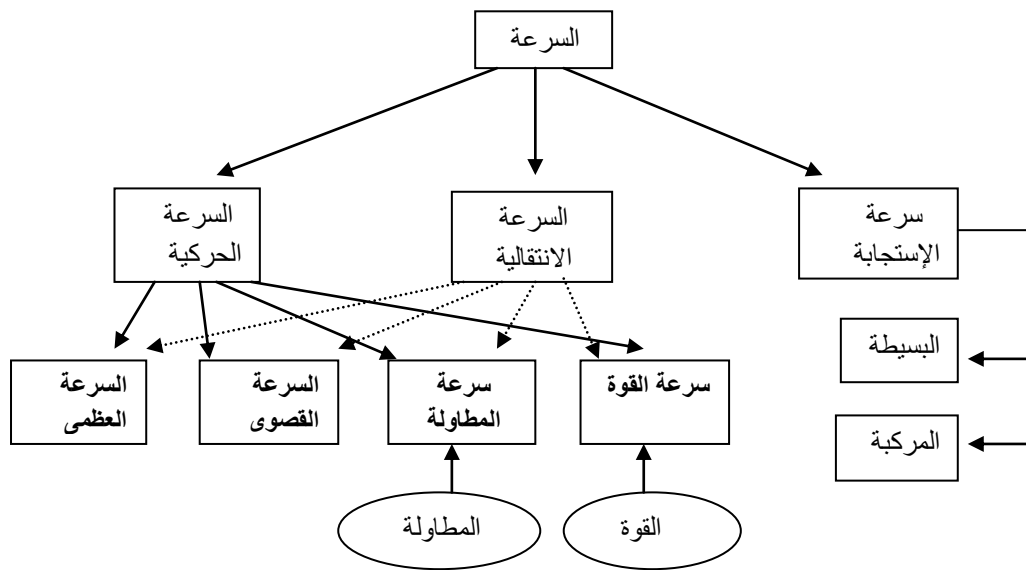 السرعة
سرعة
الإستجابة
السرعة
الانتقالية
السرعة
الحركية
البسيطة
المركبة
سرعة القوة
سرعة
المطاولة
السرعة
القصوى
السرعة
العظمى
القوة
المطاولة